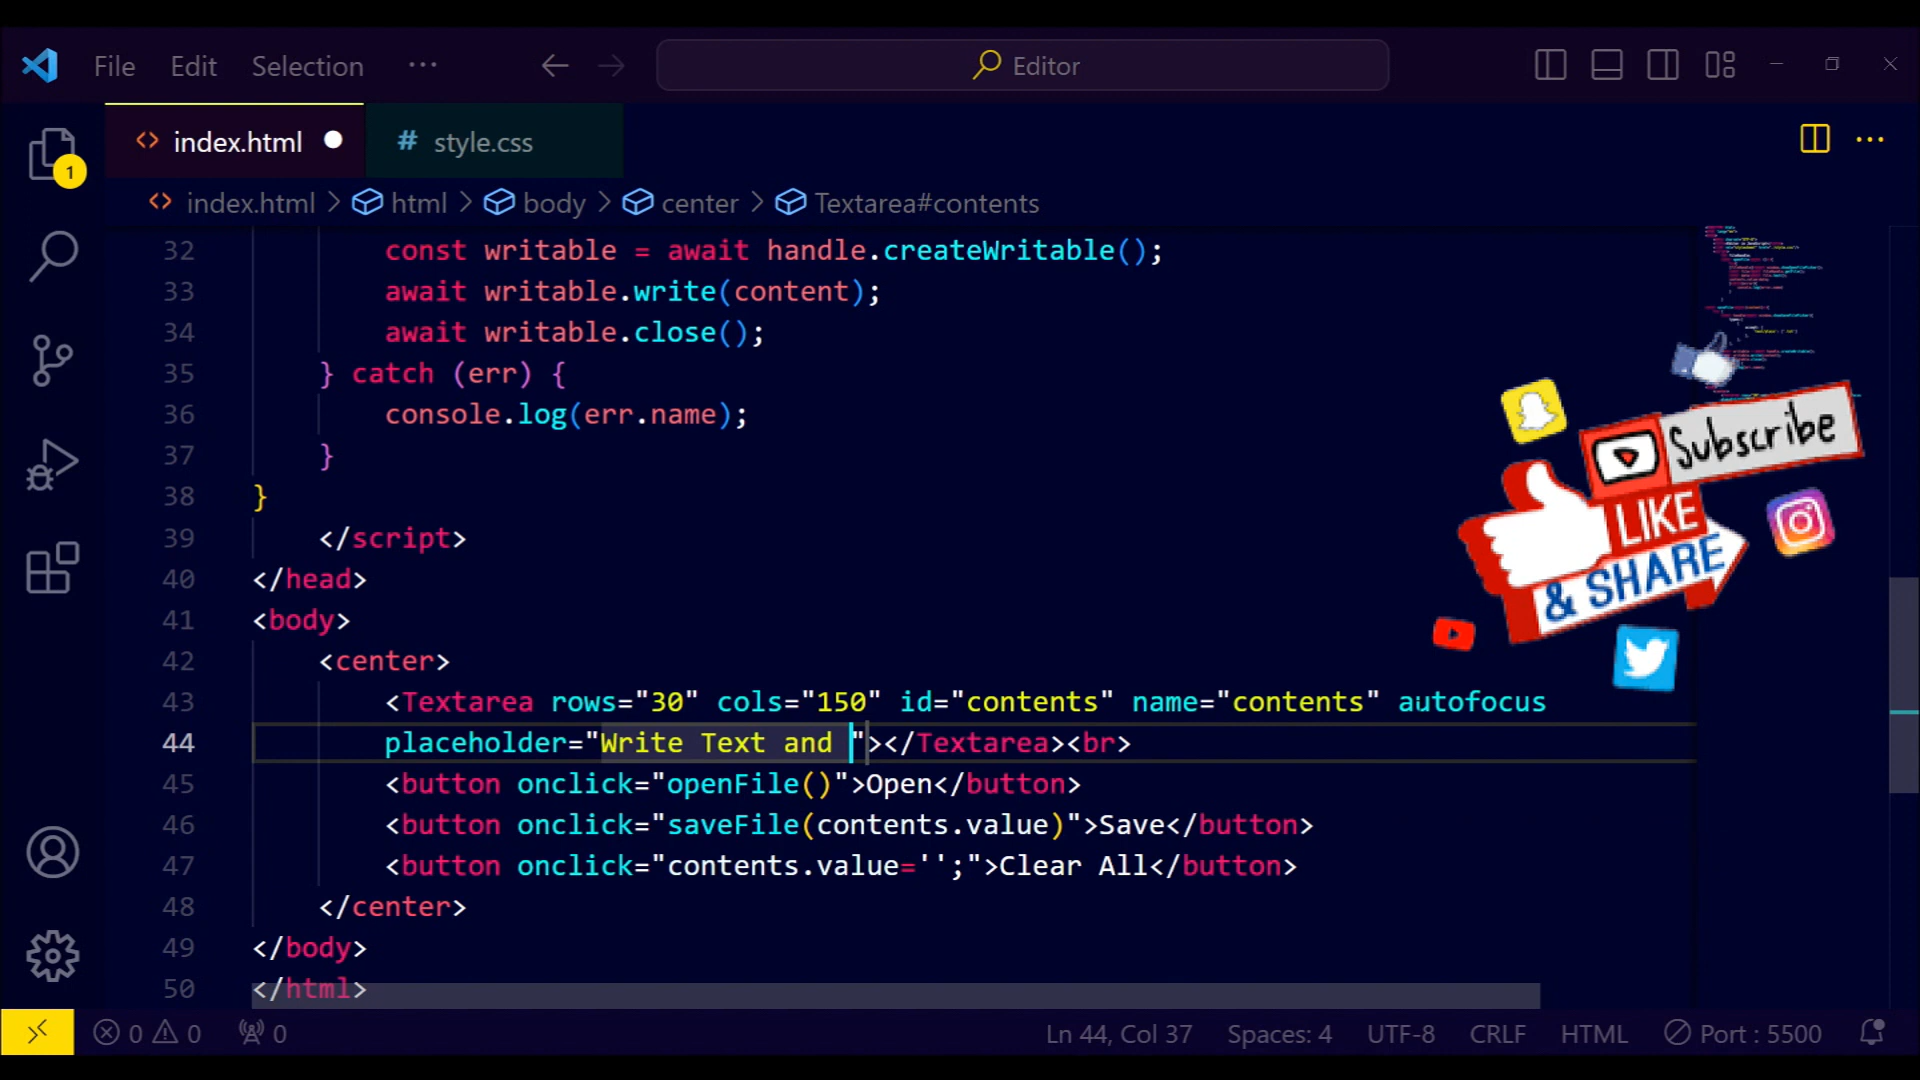 File Edit Selection ··· Editor
index.html style.css
1
index.html > html > body > center > Textarea#contents
32 const writable = await handle.createWritable();
33 await writable.write(content);
34 await writable.close();
35 } catch (err) {
36 console.log(err.name);
37 }
38 }
39 </script>
40 </head>
41 <body>
42 <center>
43 <Textarea rows="30" cols="150" id="contents" name="contents" autofocus
44 placeholder="Write Text and "></Textarea><br>
45 <button onclick="openFile()">Open</button>
46 <button onclick="saveFile(contents.value)">Save</button>
47 <button onclick="contents.value='';">Clear All</button>
48 </center>
49 </body>
50 </html>
Subscribe
LIKE
& SHARE
0 0 0 Ln 44, Col 37 Spaces: 4 UTF-8 CRLF HTML Port : 5500